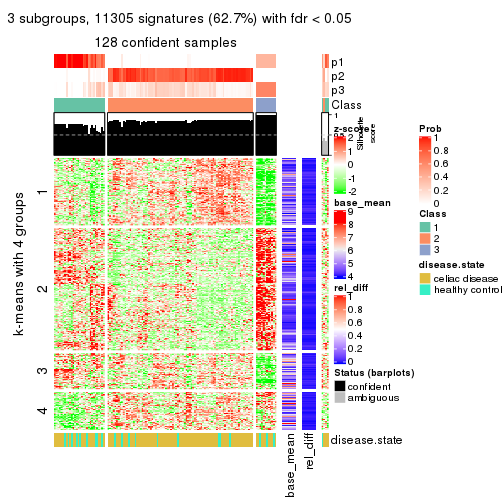 3 subgroups, 11305 signatures (62.7%) with fdr < 0.05
128 confident samples
p1
p2
p3
Class
1
0.5
Silhouette
score
k-means with 4 groups
1
2
3
4
disease.state
base_mean
rel_diff
z-score
2
1
0
-1
-2
base_mean
9
8
7
6
5
4
rel_diff
1
0.8
0.6
0.4
0.2
0
Status (barplots)
confident
ambiguous
Prob
1
0.8
0.6
0.4
0.2
0
Class
1
2
3
disease.state
celiac disease
healthy control